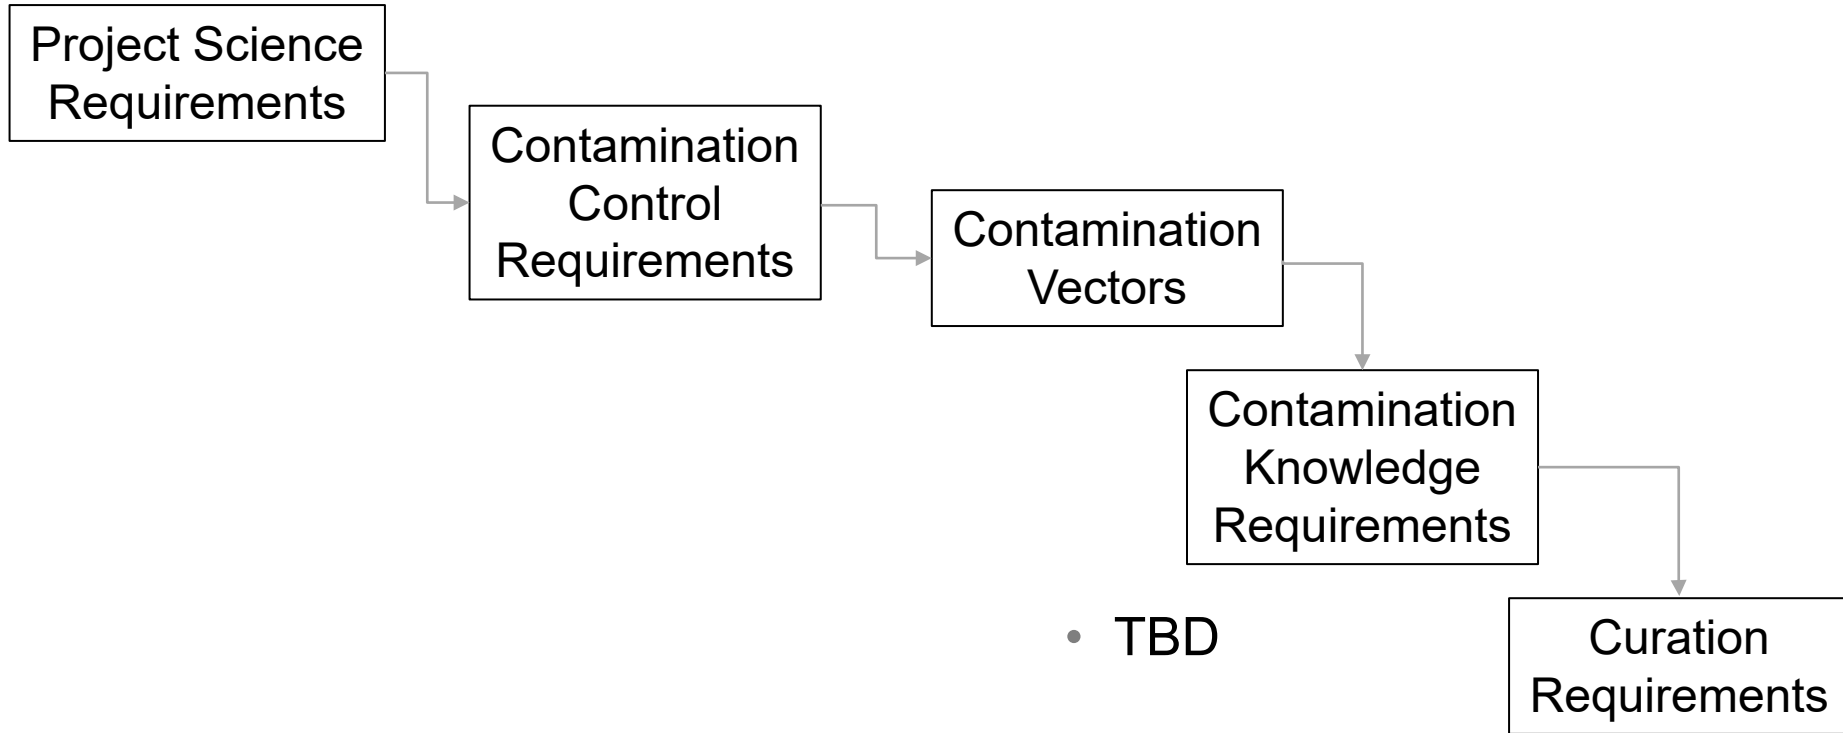 Project Science
Requirements
Contamination
Control
Requirements
Contamination
Vectors
Contamination
Knowledge
Requirements
• TBD
Curation
Requirements